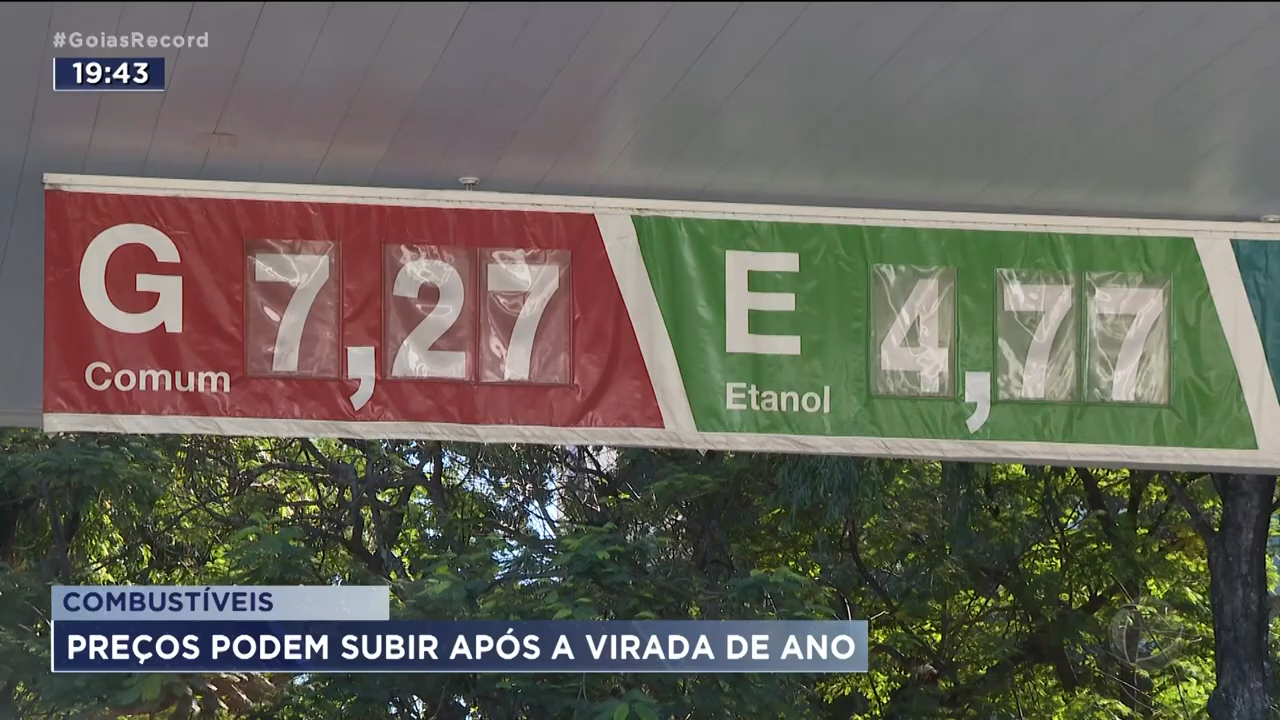 #GoiasRecord
19:43
G 7,27 E 4,77
Comum Etanol
COMBUSTÍVEIS
PREÇOS PODEM SUBIR APÓS A VIRADA DE ANO